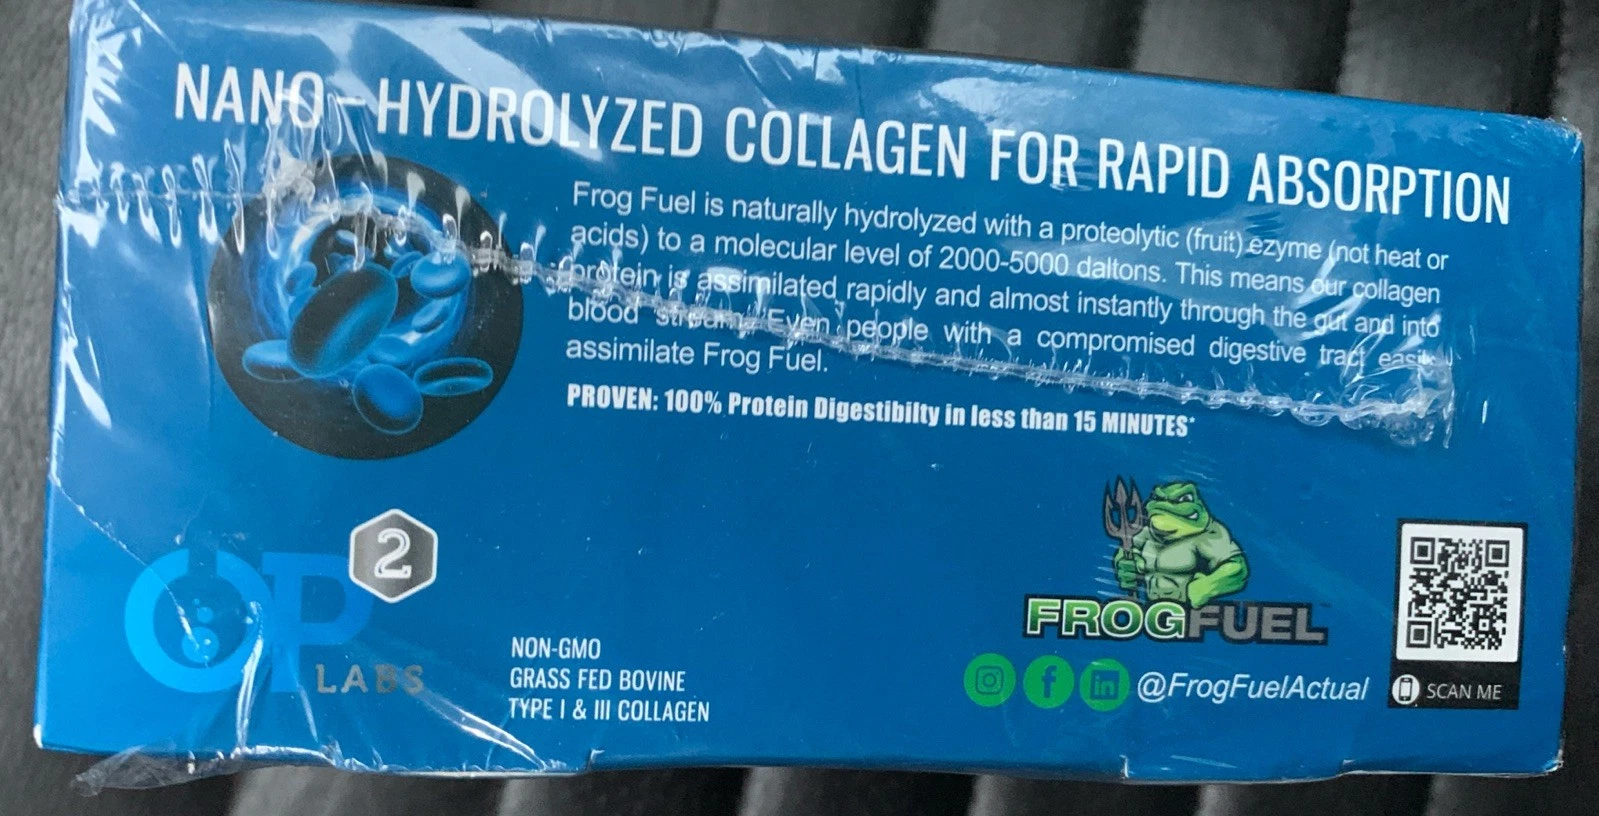 NANO-HYDROLYZED COLLAGEN FOR RAPID ABSORPTION
Frog Fuel is naturally hydrolyzed with a proteolytic (fruit) ezyme (not heat or
acids) to a molecular level of 2000-5000 daltons. This means our collagen
protein is assimilated rapidly and almost instantly through the gut and into
blood stream. Even people with a compromised digestive tract easily
assimilate Frog Fuel.
PROVEN: 100% Protein Digestibilty in less than 15 MINUTES*
2
OP
LABS
NON-GMO
GRASS FED BOVINE
TYPE I & III COLLAGEN
FROGFUEL
@FrogFuelActual
SCAN ME